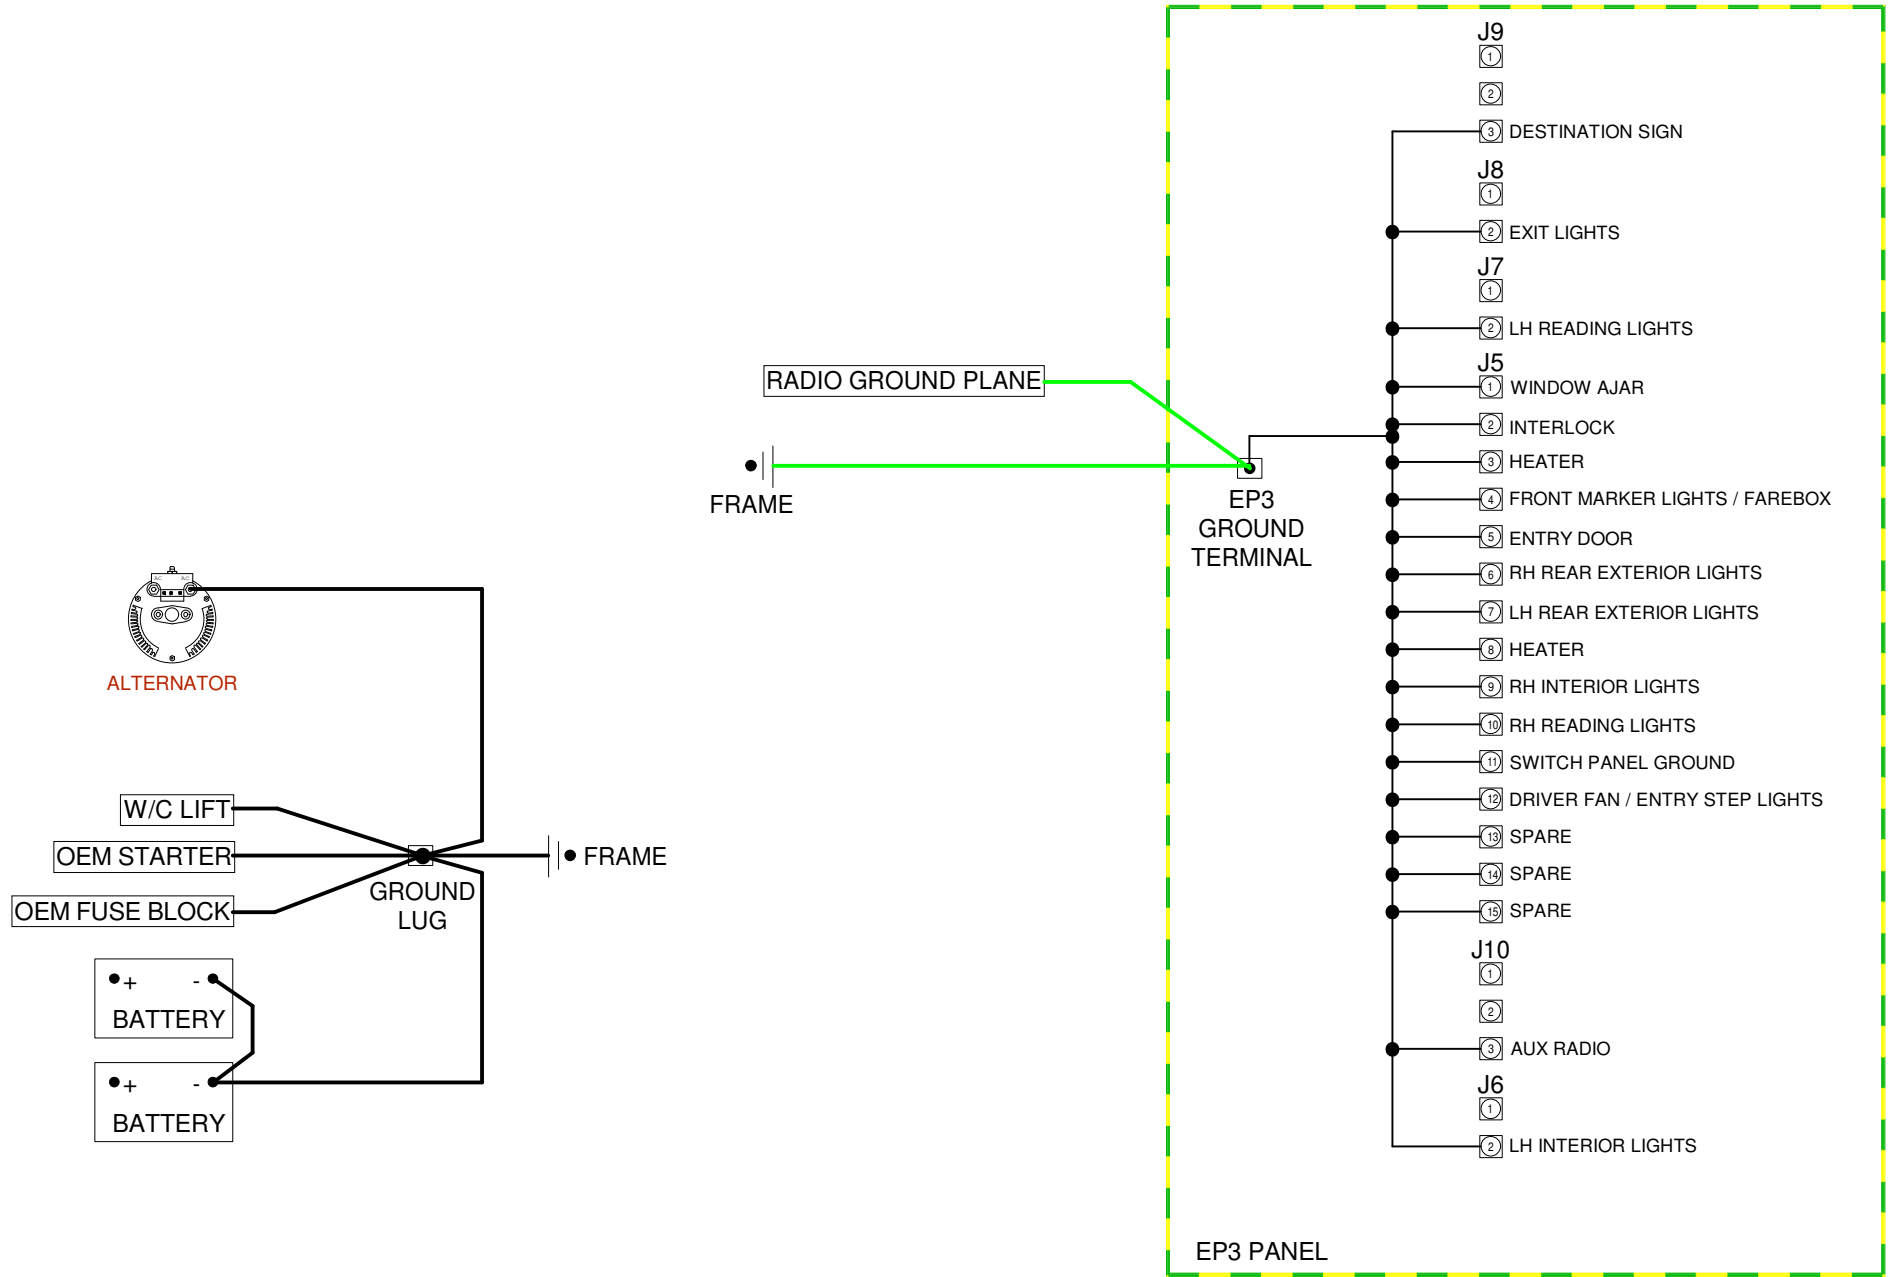 J9
1
2
3 DESTINATION SIGN
J8
1
2 EXIT LIGHTS
J7
1
2 LH READING LIGHTS
J5
1 WINDOW AJAR
2 INTERLOCK
3 HEATER
4 FRONT MARKER LIGHTS / FAREBOX
5 ENTRY DOOR
6 RH REAR EXTERIOR LIGHTS
7 LH REAR EXTERIOR LIGHTS
8 HEATER
9 RH INTERIOR LIGHTS
10 RH READING LIGHTS
11 SWITCH PANEL GROUND
12 DRIVER FAN / ENTRY STEP LIGHTS
13 SPARE
14 SPARE
15 SPARE
J10
1
2
3 AUX RADIO
J6
1
2 LH INTERIOR LIGHTS
EP3 PANEL
RADIO GROUND PLANE
FRAME
EP3
GROUND
TERMINAL
AC AC
ALTERNATOR
W/C LIFT
OEM STARTER
OEM FUSE BLOCK
GROUND
LUG
FRAME
+ -
BATTERY
+ -
BATTERY